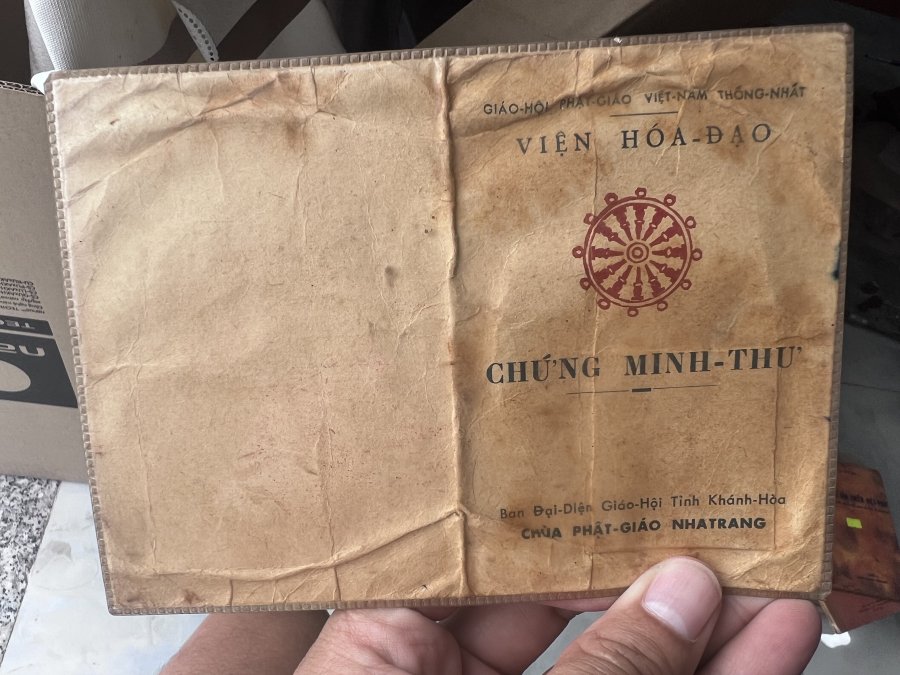 GIÁO-HỘI PHẬT-GIÁO VIỆT-NAM THỐNG-NHẤT
VIỆN HÓA-ĐẠO
CHỨNG MINH-THƯ
Ban Đại-Diện Giáo-Hội Tỉnh Khánh-Hòa
CHÙA PHẬT-GIÁO NHATRANG